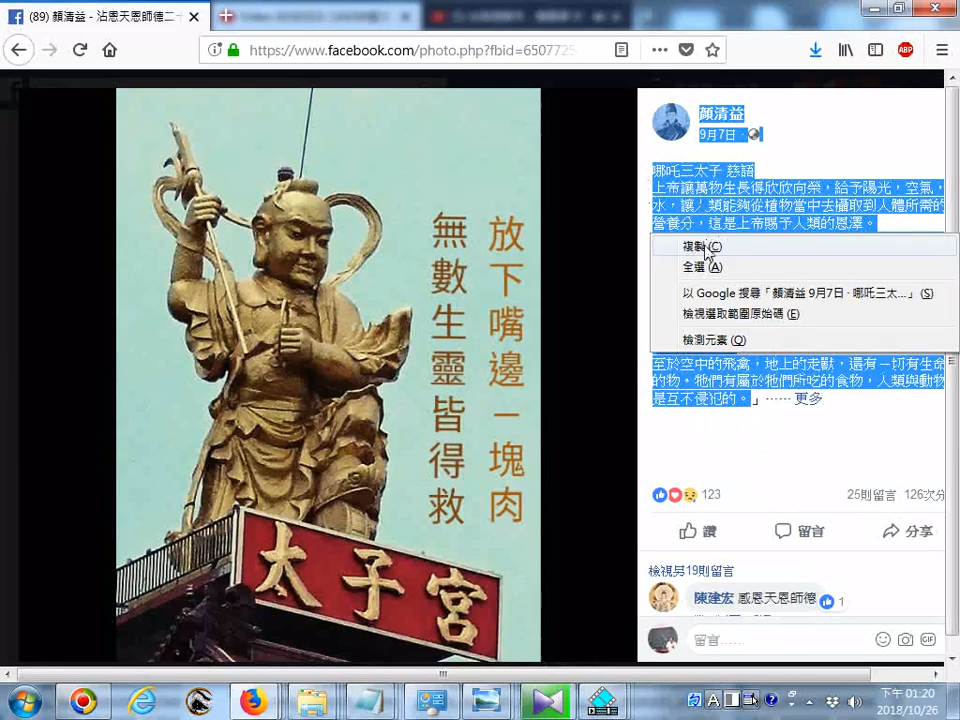 (89) 顏清益 - 沾恩天恩師德二十
https://www.facebook.com/photo.php?fbid=6507725
ABP
放下嘴邊一塊肉
無數生靈皆得救
太子宮
顏清益
9月7日 ·
哪吒三太子 慈語
上帝讓萬物生長得欣欣向榮，給予陽光，空氣，
水，讓人類能夠從植物當中去攝取到人體所需的
營養分，這是上帝賜予人類的恩澤。
複製(C)
全選(A)
以 Google 搜尋「顏清益 9月7日 · 哪吒三太...」(S)
檢視選取範圍原始碼(E)
檢測元素(Q)
至於空中的飛禽，地上的走獸，還有一切有生命
的物。牠們有屬於牠們所吃的食物，人類與動物
是互不侵犯的。」…… 更多
123
25則留言 126次分
讚 留言 分享
檢視另19則留言
陳建宏 感恩天恩師德
1
留言……
GIF
A
下午 01:20
2018/10/26